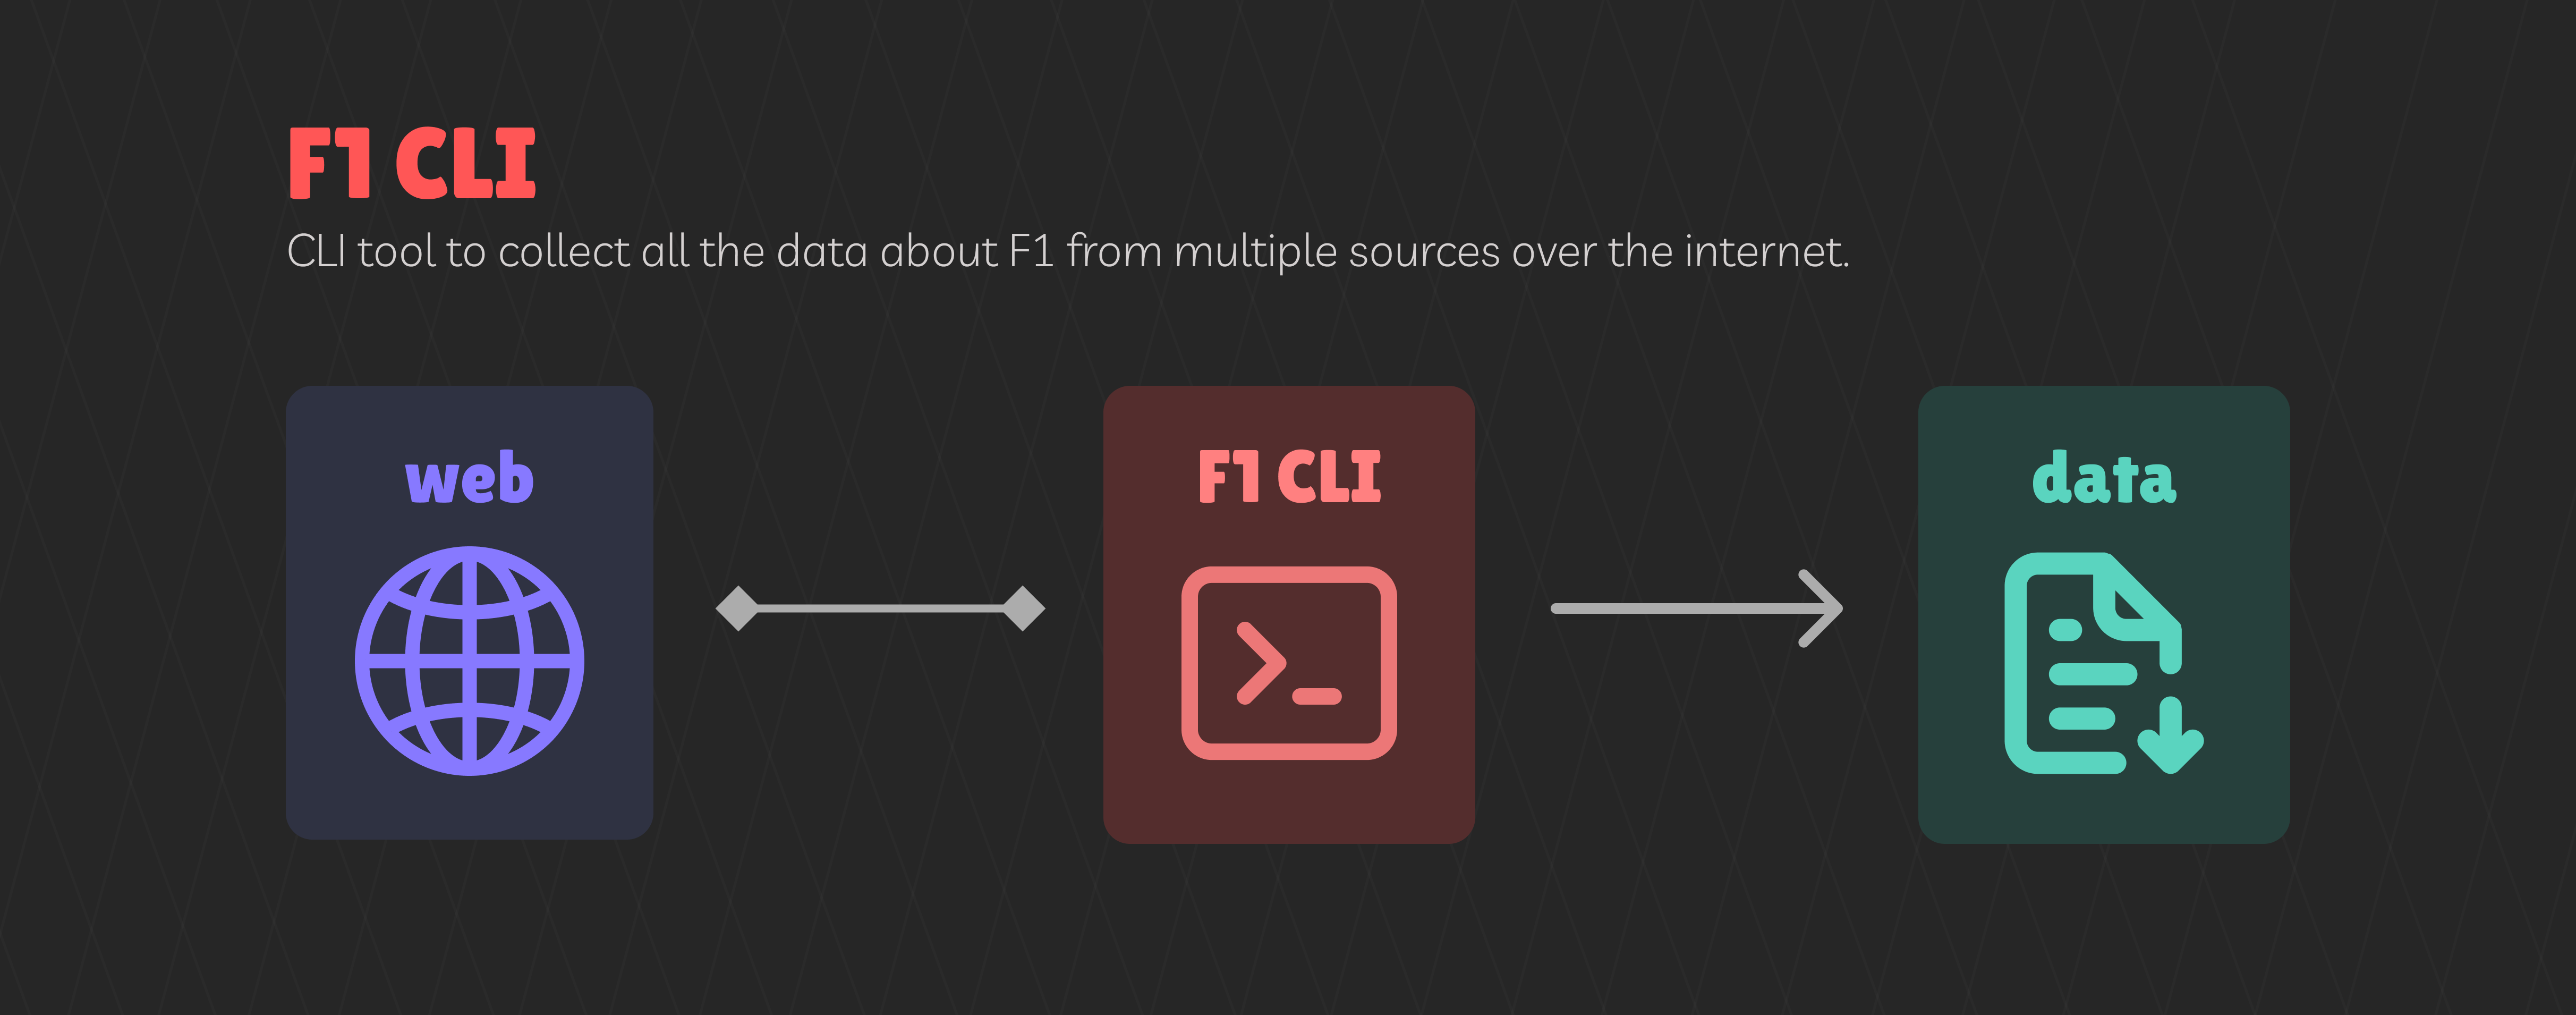 F1 CLI
CLI tool to collect all the data about F1 from multiple sources over the internet.
web
F1 CLI
data